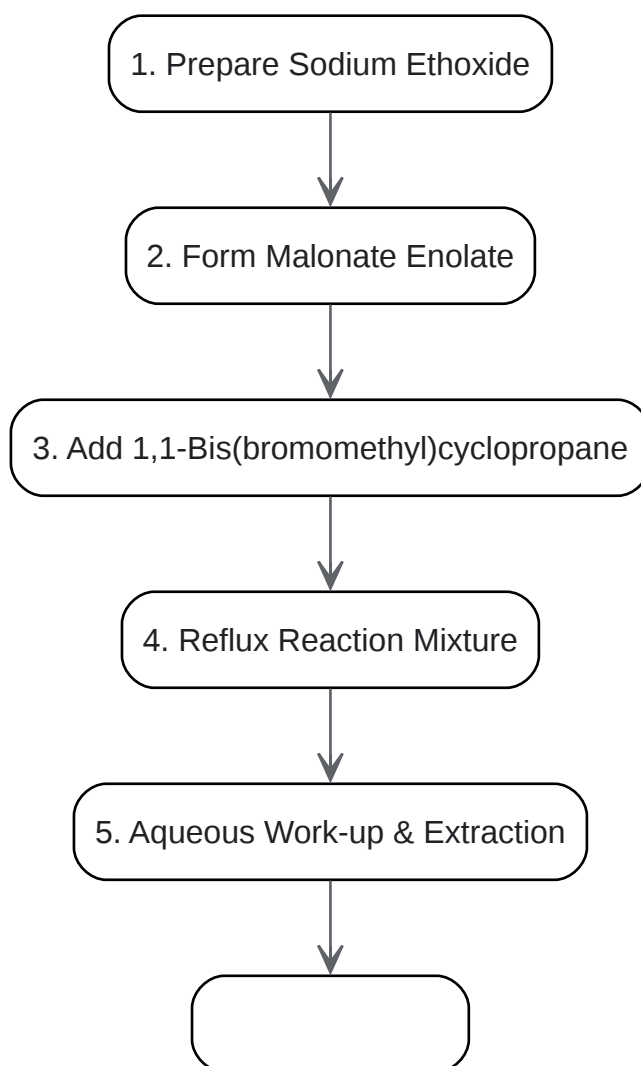 1. Prepare Sodium Ethoxide
2. Form Malonate Enolate
3. Add 1,1-Bis(bromomethyl)cyclopropane
4. Reflux Reaction Mixture
5. Aqueous Work-up & Extraction